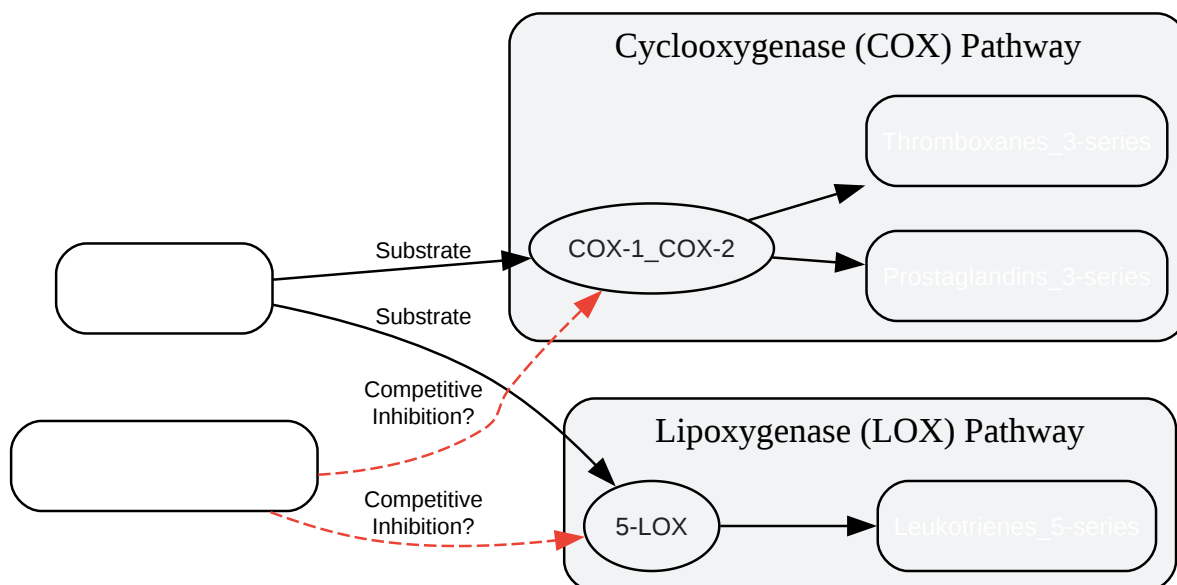 Cyclooxygenase (COX) Pathway
Thromboxanes_3-series
Substrate
COX-1_COX-2
Prostaglandins_3-series
Substrate
Competitive
Inhibition?
Lipoxygenase (LOX) Pathway
Competitive
Inhibition?
5-LOX
Leukotrienes_5-series